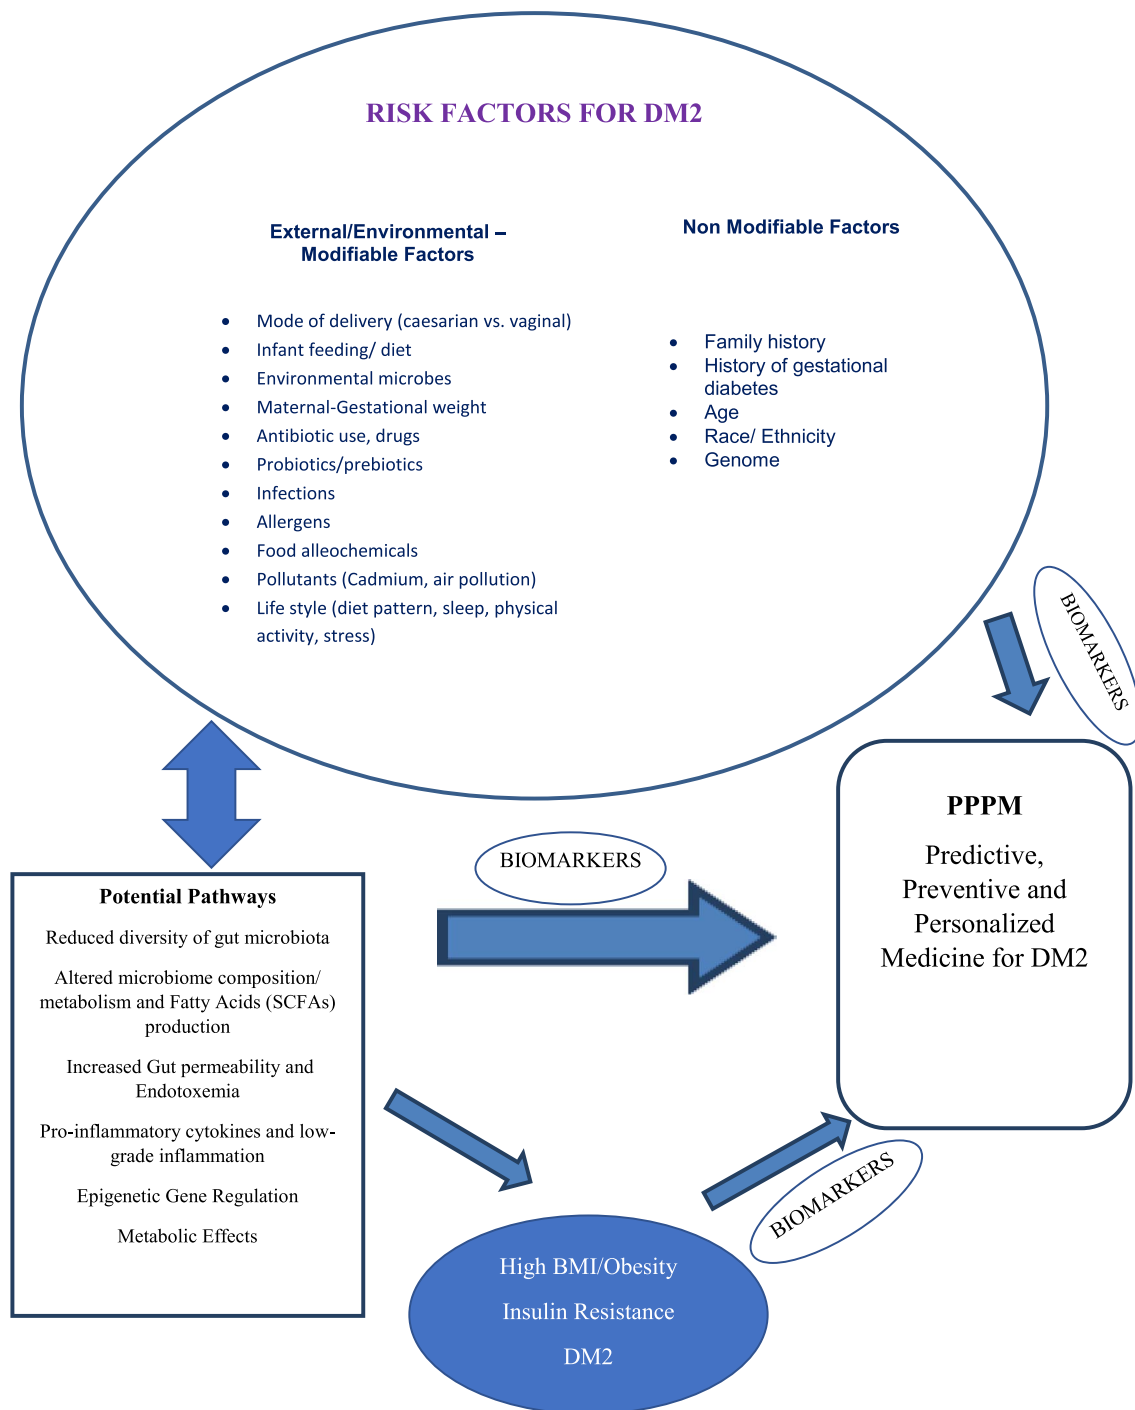 RISK FACTORS FOR DM2
External/Environmental –
Modifiable Factors
• Mode of delivery (caesarian vs. vaginal)
• Infant feeding/ diet
• Environmental microbes
• Maternal-Gestational weight
• Antibiotic use, drugs
• Probiotics/prebiotics
• Infections
• Allergens
• Food alleochemicals
• Pollutants (Cadmium, air pollution)
• Life style (diet pattern, sleep, physical
activity, stress)
Non Modifiable Factors
• Family history
• History of gestational
diabetes
• Age
• Race/ Ethnicity
• Genome
BIOMARKERS
PPPM
Predictive,
Preventive and
Personalized
Medicine for DM2
BIOMARKERS
Potential Pathways
Reduced diversity of gut microbiota
Altered microbiome composition/
metabolism and Fatty Acids (SCFAs)
production
Increased Gut permeability and
Endotoxemia
Pro-inflammatory cytokines and low-
grade inflammation
Epigenetic Gene Regulation
Metabolic Effects
BIOMARKERS
High BMI/Obesity
Insulin Resistance
DM2